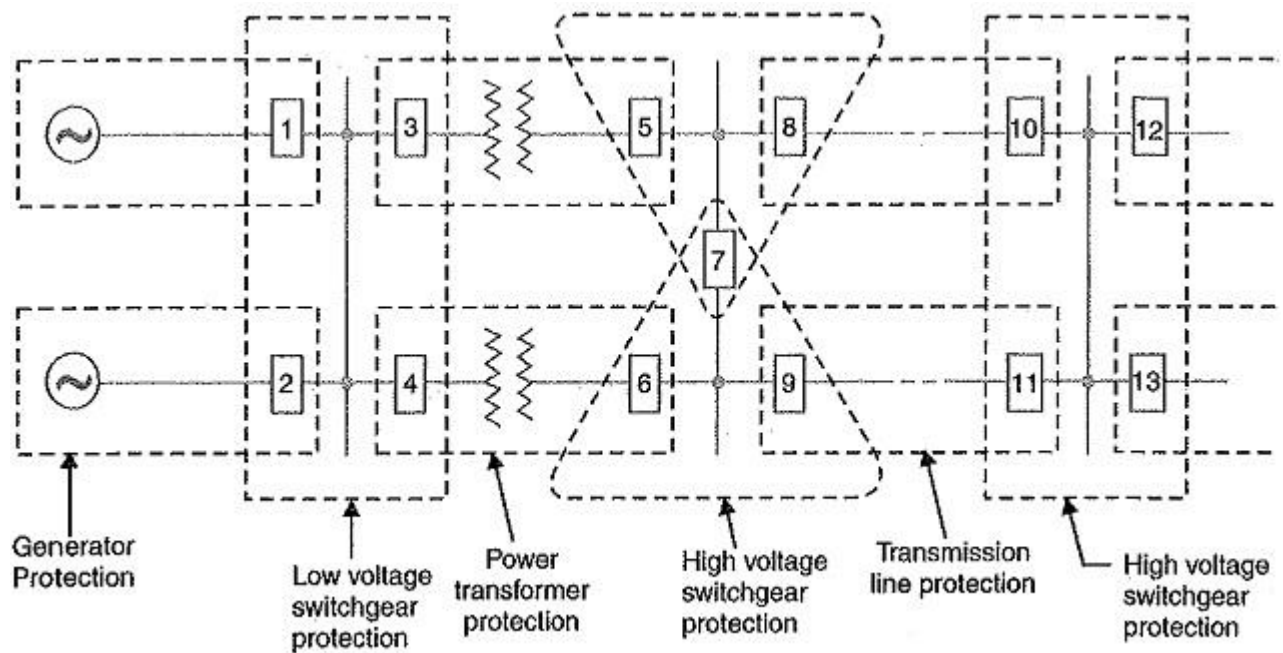 1
3
5
8
10
12
7
2
4
6
9
11
13
Generator
Protection
Low voltage
switchgear
protection
Power
transformer
protection
High voltage
switchgear
protection
Transmission
line protection
High voltage
switchgear
protection